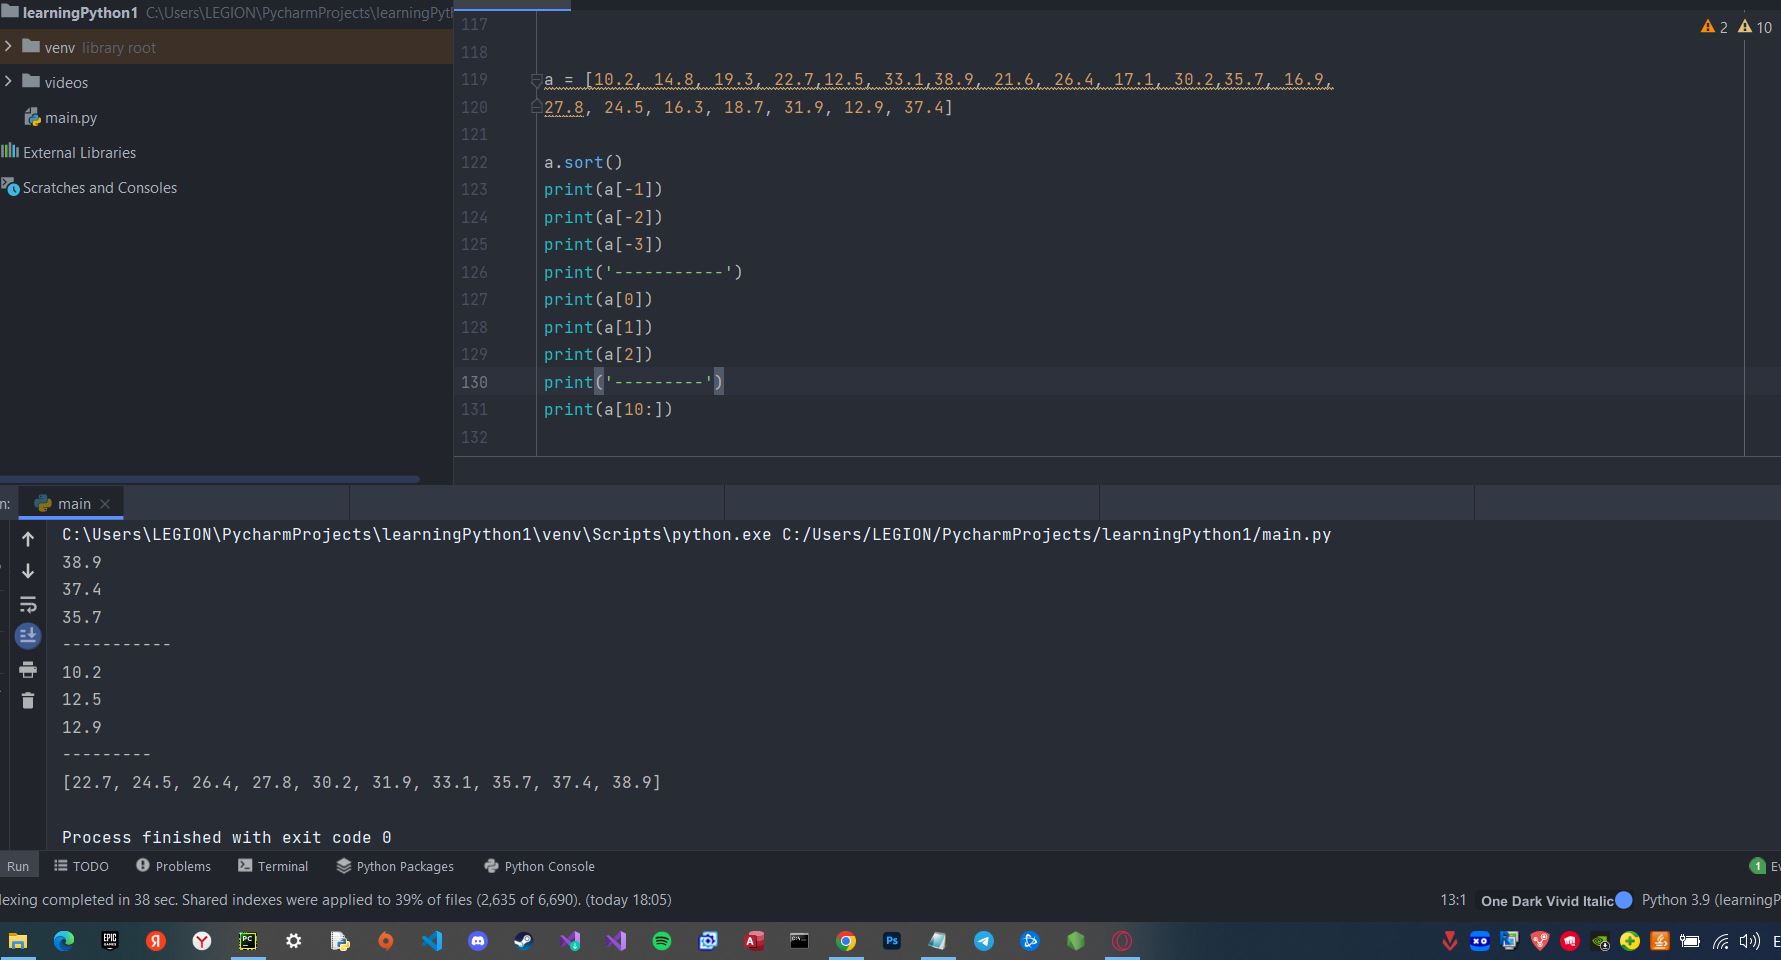 learningPython1 C:\Users\LEGION\PycharmProjects\learningPyt
venv library root
videos
main.py
External Libraries
Scratches and Consoles
2 10
117
118
119 a = [10.2, 14.8, 19.3, 22.7,12.5, 33.1,38.9, 21.6, 26.4, 17.1, 30.2,35.7, 16.9,
120 27.8, 24.5, 16.3, 18.7, 31.9, 12.9, 37.4]
121
122 a.sort()
123 print(a[-1])
124 print(a[-2])
125 print(a[-3])
126 print('-----------')
127 print(a[0])
128 print(a[1])
129 print(a[2])
130 print('---------')
131 print(a[10:])
132
n: main
C:\Users\LEGION\PycharmProjects\learningPython1\venv\Scripts\python.exe C:/Users/LEGION/PycharmProjects/learningPython1/main.py
38.9
37.4
35.7
-----------
10.2
12.5
12.9
---------
[22.7, 24.5, 26.4, 27.8, 30.2, 31.9, 33.1, 35.7, 37.4, 38.9]
Process finished with exit code 0
Run TODO Problems Terminal Python Packages Python Console 1 Ev
exing completed in 38 sec. Shared indexes were applied to 39% of files (2,635 of 6,690). (today 18:05) 13:1 One Dark Vivid Italic Python 3.9 (learningP
EPIC GAMES Я Y PC A Ps XO E